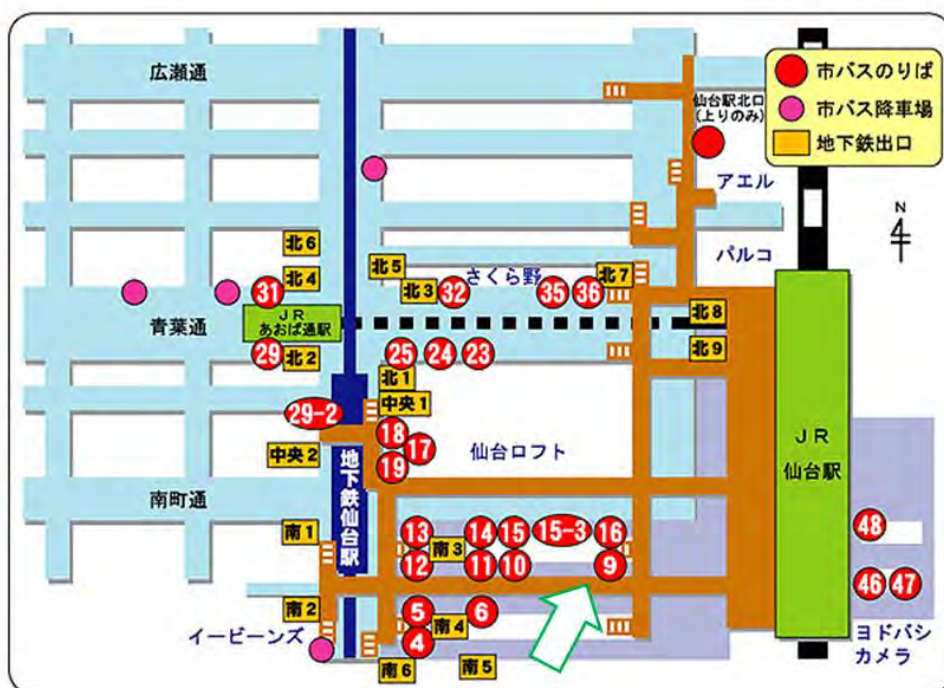 広瀬通
仙台駅北口
(上りのみ)
市バスのりば
市バス降車場
地下鉄出口
アエル
N
パルコ
北6
北4
北5
北3
さくら野
北7
31
32
35
36
青葉通
JR
あおば通駅
北8
29
北2
25
24
23
北9
北1
29-2
中央1
18
17
19
仙台ロフト
中央2
地下鉄仙台駅
JR
仙台駅
南町通
南1
13
南3
14
15
15-3
16
48
12
11
10
9
46
47
南2
5
6
南4
4
イービーンズ
南6
南5
ヨドバシ
カメラ